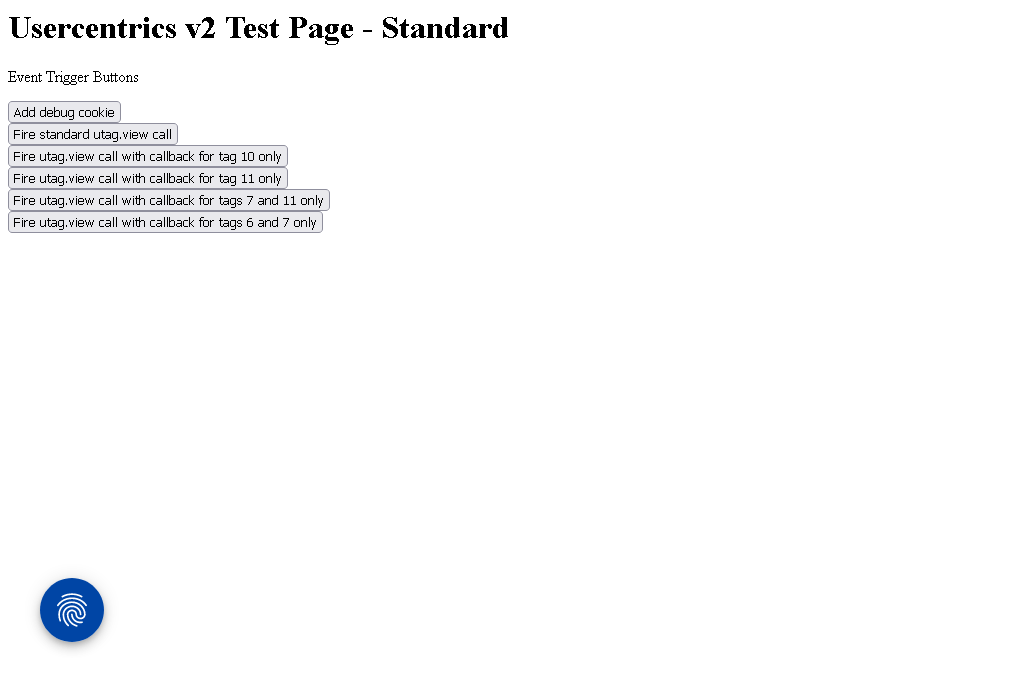 Usercentrics v2 Test Page - Standard
Event Trigger Buttons
Add debug cookie
Fire standard utag.view call
Fire utag.view call with callback for tag 10 only
Fire utag.view call with callback for tag 11 only
Fire utag.view call with callback for tags 7 and 11 only
Fire utag.view call with callback for tags 6 and 7 only